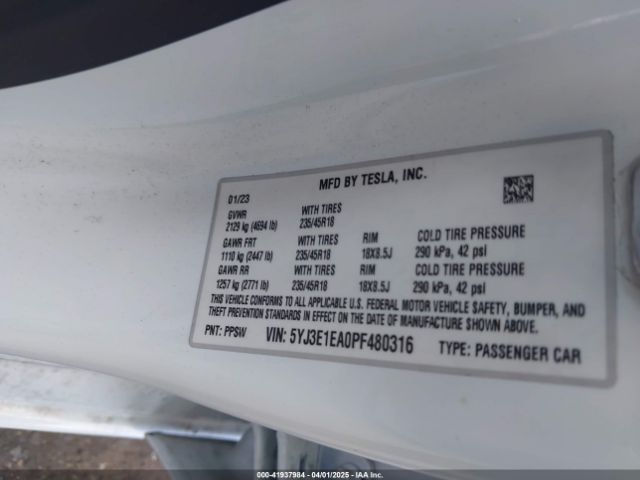 MFD BY TESLA, INC.
01/23
GVWR WITH TIRES
2129 kg (4694 lb) 235/45R18
GAWR FRT WITH TIRES RIM COLD TIRE PRESSURE
1110 kg (2447 lb) 235/45R18 18X8.5J 290 kPa, 42 psi
GAWR RR WITH TIRES RIM COLD TIRE PRESSURE
1257 kg (2771 lb) 235/45R18 18X8.5J 290 kPa, 42 psi
THIS VEHICLE CONFORMS TO ALL APPLICABLE U.S. FEDERAL MOTOR VEHICLE SAFETY, BUMPER, AND
THEFT STANDARDS IN EFFECT ON THE DATE OF MANUFACTURE SHOWN ABOVE.
PNT: PPSW VIN: 5YJ3E1EA0PF480316 TYPE: PASSENGER CAR
000-41937984 - 04/01/2025 - IAAI.COM